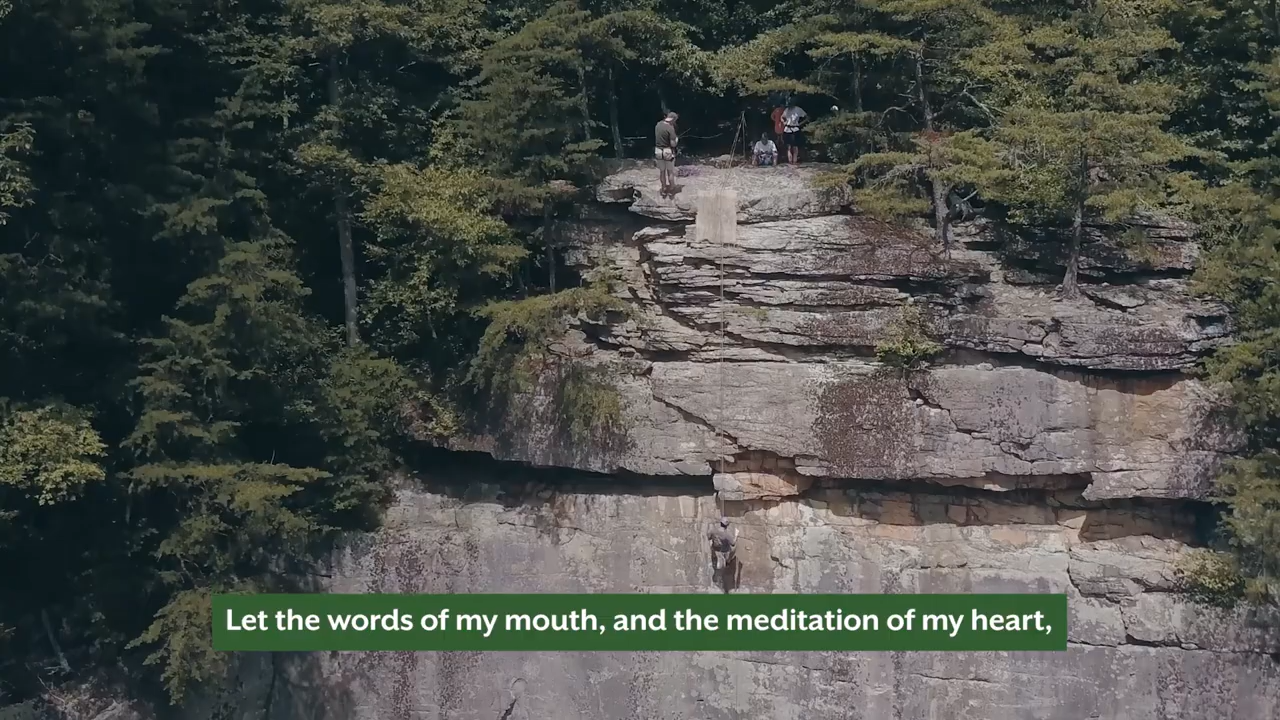 Let the words of my mouth, and the meditation of my heart,